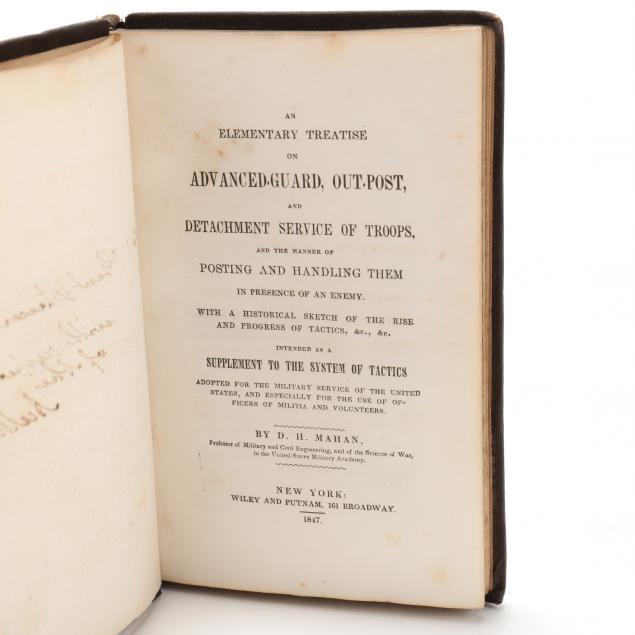 AN
ELEMENTARY TREATISE
ON
ADVANCED-GUARD, OUT-POST,
AND
DETACHMENT SERVICE OF TROOPS,
AND THE MANNER OF
POSTING AND HANDLING THEM
IN PRESENCE OF AN ENEMY.
WITH A HISTORICAL SKETCH OF THE RISE
AND PROGRESS OF TACTICS, &c., &c.
INTENDED AS A
SUPPLEMENT TO THE SYSTEM OF TACTICS
ADOPTED FOR THE MILITARY SERVICE OF THE UNITED
STATES, AND ESPECIALLY FOR THE USE OF OF-
FICERS OF MILITIA AND VOLUNTEERS.
BY D. H. MAHAN,
Professor of Military and Civil Engineering, and of the Science of War,
in the United States Military Academy.
NEW YORK:
WILEY AND PUTNAM, 161 BROADWAY.
1847.